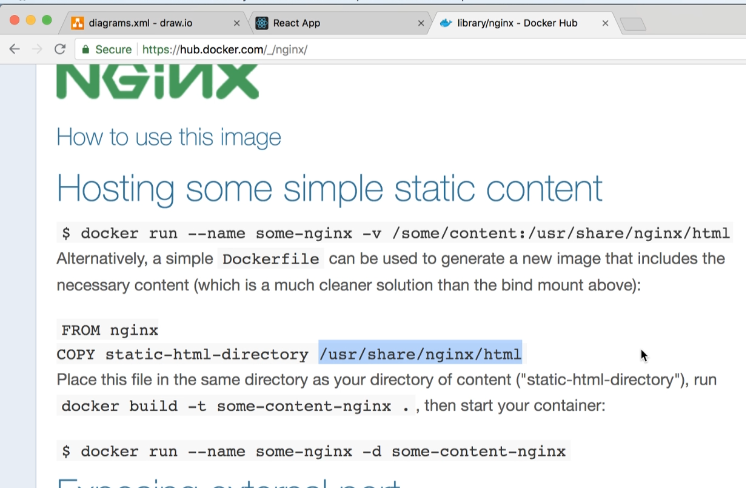 diagrams.xml - draw.io
React App
library/nginx - Docker Hub
Secure https://hub.docker.com/_/nginx/
NGINX
How to use this image
Hosting some simple static content
$ docker run --name some-nginx -v /some/content:/usr/share/nginx/html
Alternatively, a simple Dockerfile can be used to generate a new image that includes the
necessary content (which is a much cleaner solution than the bind mount above):
FROM nginx
COPY static-html-directory /usr/share/nginx/html
Place this file in the same directory as your directory of content ("static-html-directory"), run
docker build -t some-content-nginx . , then start your container:
$ docker run --name some-nginx -d some-content-nginx
Exposing external port